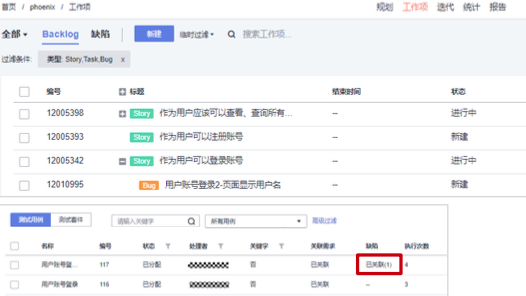 首页 / phoenix / 工作项
规划 工作项 迭代 统计 报告
全部 Backlog 缺陷 新建 临时过滤 搜索工作项...
过滤条件: 类型: Story,Task,Bug x
编号 标题 结束时间 状态
12005398 Story 作为用户应该可以查看、查询所有... -- 进行中
12005393 Story 作为用户可以注册账号 -- 新建
12005342 Story 作为用户可以登录账号 -- 进行中
12010995 Bug 用户账号登录2-页面显示用户名 -- 新建
测试用例 测试套件 请输入关键字 所有用例 高级过滤
名称 编号 状态 处理者 关键字 关联需求 缺陷 执行次数
用户账号登... 117 已分配 否 已关联 已关联(1) 4
用户账号登录 116 已分配 否 已关联 -- 3